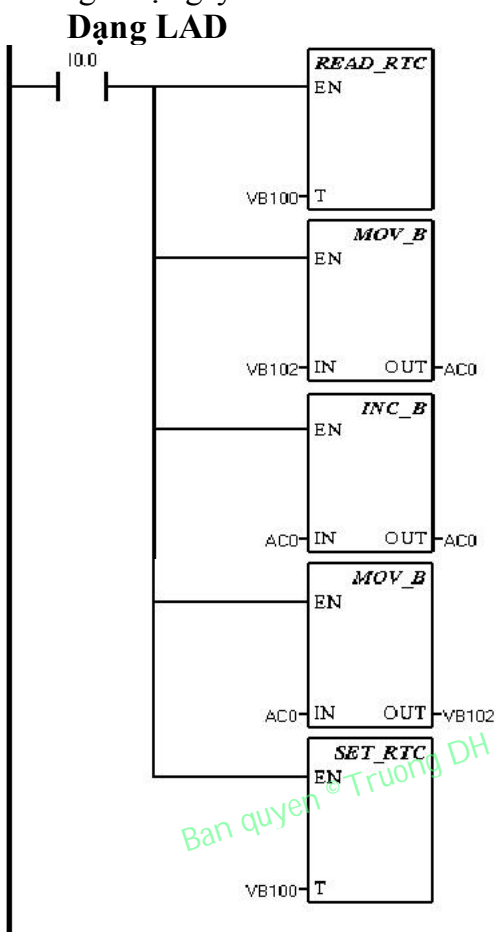 Dạng LAD
I0.0
READ_RTC
EN
VB100 T
MOV_B
EN
VB102 IN OUT AC0
INC_B
EN
AC0 IN OUT AC0
MOV_B
EN
AC0 IN OUT VB102
SET_RTC
EN
Ban quyen © Truong DH
VB100 T